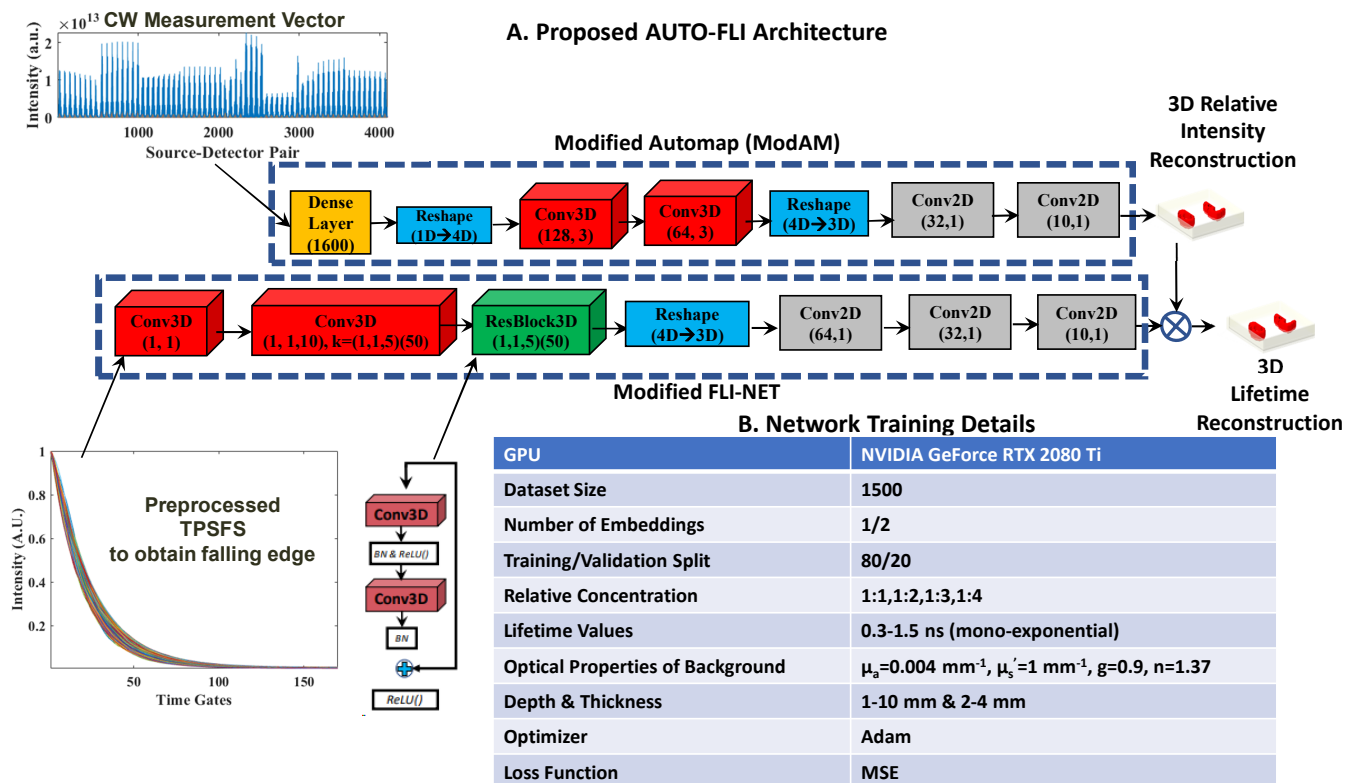 A. Proposed AUTO-FLI Architecture
×10¹³ CW Measurement Vector
Intensity (a.u.)
2
1
0
1000
2000
3000
4000
Source-Detector Pair
Modified Automap (ModAM)
3D Relative
Intensity
Reconstruction
Dense
Layer
(1600)
Reshape
(1D→4D)
Conv3D
(128, 3)
Conv3D
(64, 3)
Reshape
(4D→3D)
Conv2D
(32,1)
Conv2D
(10,1)
Conv3D
(1, 1)
Conv3D
(1, 1,10), k=(1,1,5)(50)
ResBlock3D
(1,1,5)(50)
Reshape
(4D→3D)
Conv2D
(64,1)
Conv2D
(32,1)
Conv2D
(10,1)
Modified FLI-NET
3D
Lifetime
Reconstruction
Intensity (A.U.)
1
0.8
0.6
0.4
0.2
50
100
150
Time Gates
Preprocessed
TPSFS
to obtain falling edge
Conv3D
BN & ReLU()
Conv3D
BN
ReLU()
B. Network Training Details
GPU NVIDIA GeForce RTX 2080 Ti
Dataset Size 1500
Number of Embeddings 1/2
Training/Validation Split 80/20
Relative Concentration 1:1,1:2,1:3,1:4
Lifetime Values 0.3-1.5 ns (mono-exponential)
Optical Properties of Background μₐ=0.004 mm⁻¹, μₛ′=1 mm⁻¹, g=0.9, n=1.37
Depth & Thickness 1-10 mm & 2-4 mm
Optimizer Adam
Loss Function MSE